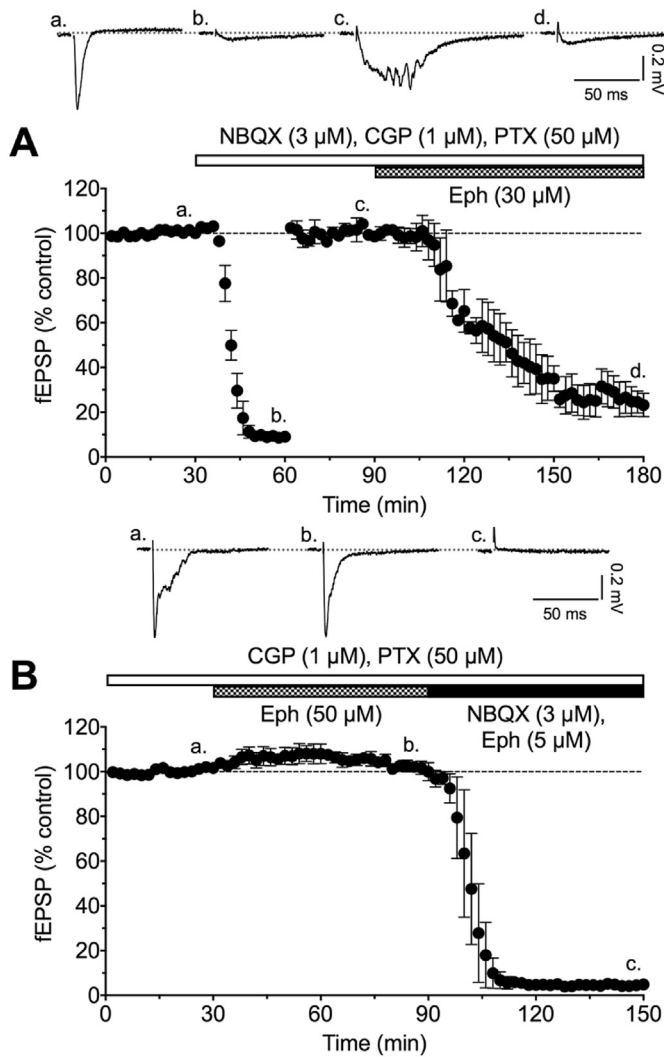 a. b. c. d.
0.2 mV
50 ms
A
NBQX (3 µM), CGP (1 µM), PTX (50 µM)
Eph (30 µM)
fEPSP (% control)
120
100
80
60
40
20
0
a. b. c. d.
0 30 60 90 120 150 180
Time (min)
a. b. c.
0.2 mV
50 ms
B
CGP (1 µM), PTX (50 µM)
Eph (50 µM)
NBQX (3 µM),
Eph (5 µM)
fEPSP (% control)
120
100
80
60
40
20
0
a. b. c.
0 30 60 90 120 150
Time (min)